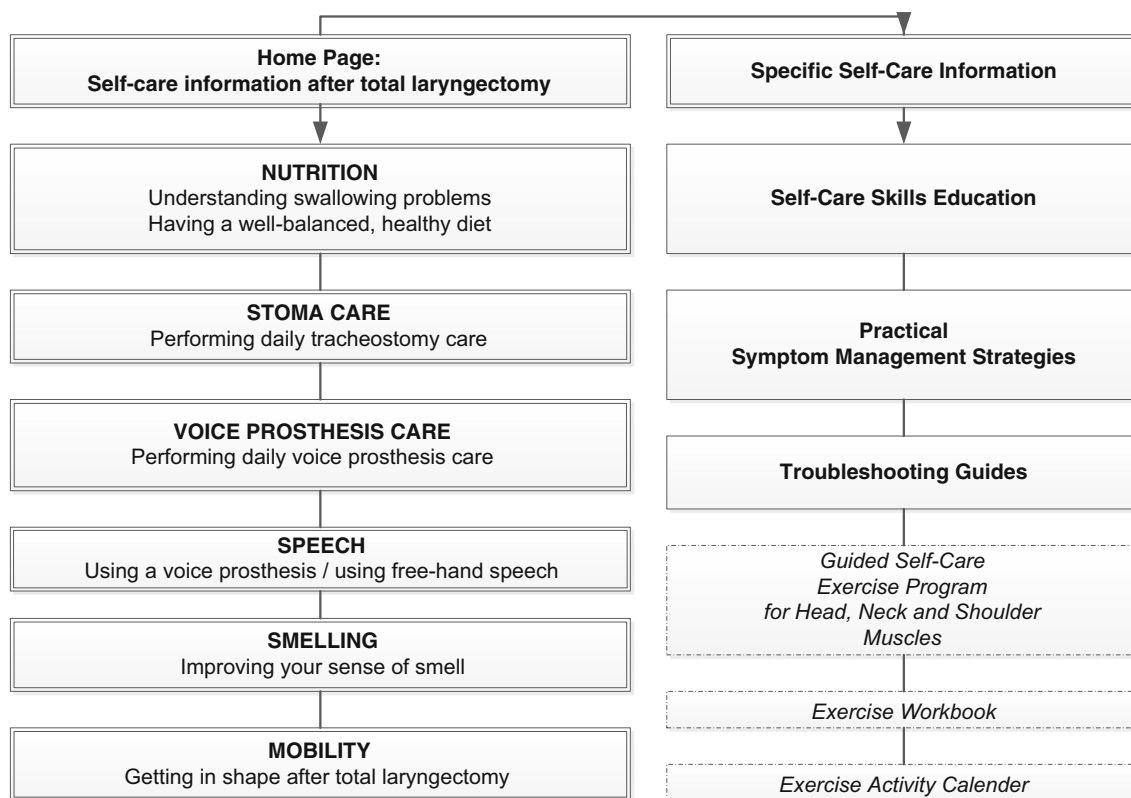 Home Page:
Self-care information after total laryngectomy
NUTRITION
Understanding swallowing problems
Having a well-balanced, healthy diet
STOMA CARE
Performing daily tracheostomy care
VOICE PROSTHESIS CARE
Performing daily voice prosthesis care
SPEECH
Using a voice prosthesis / using free-hand speech
SMELLING
Improving your sense of smell
MOBILITY
Getting in shape after total laryngectomy
Specific Self-Care Information
Self-Care Skills Education
Practical
Symptom Management Strategies
Troubleshooting Guides
Guided Self-Care
Exercise Program
for Head, Neck and Shoulder
Muscles
Exercise Workbook
Exercise Activity Calender